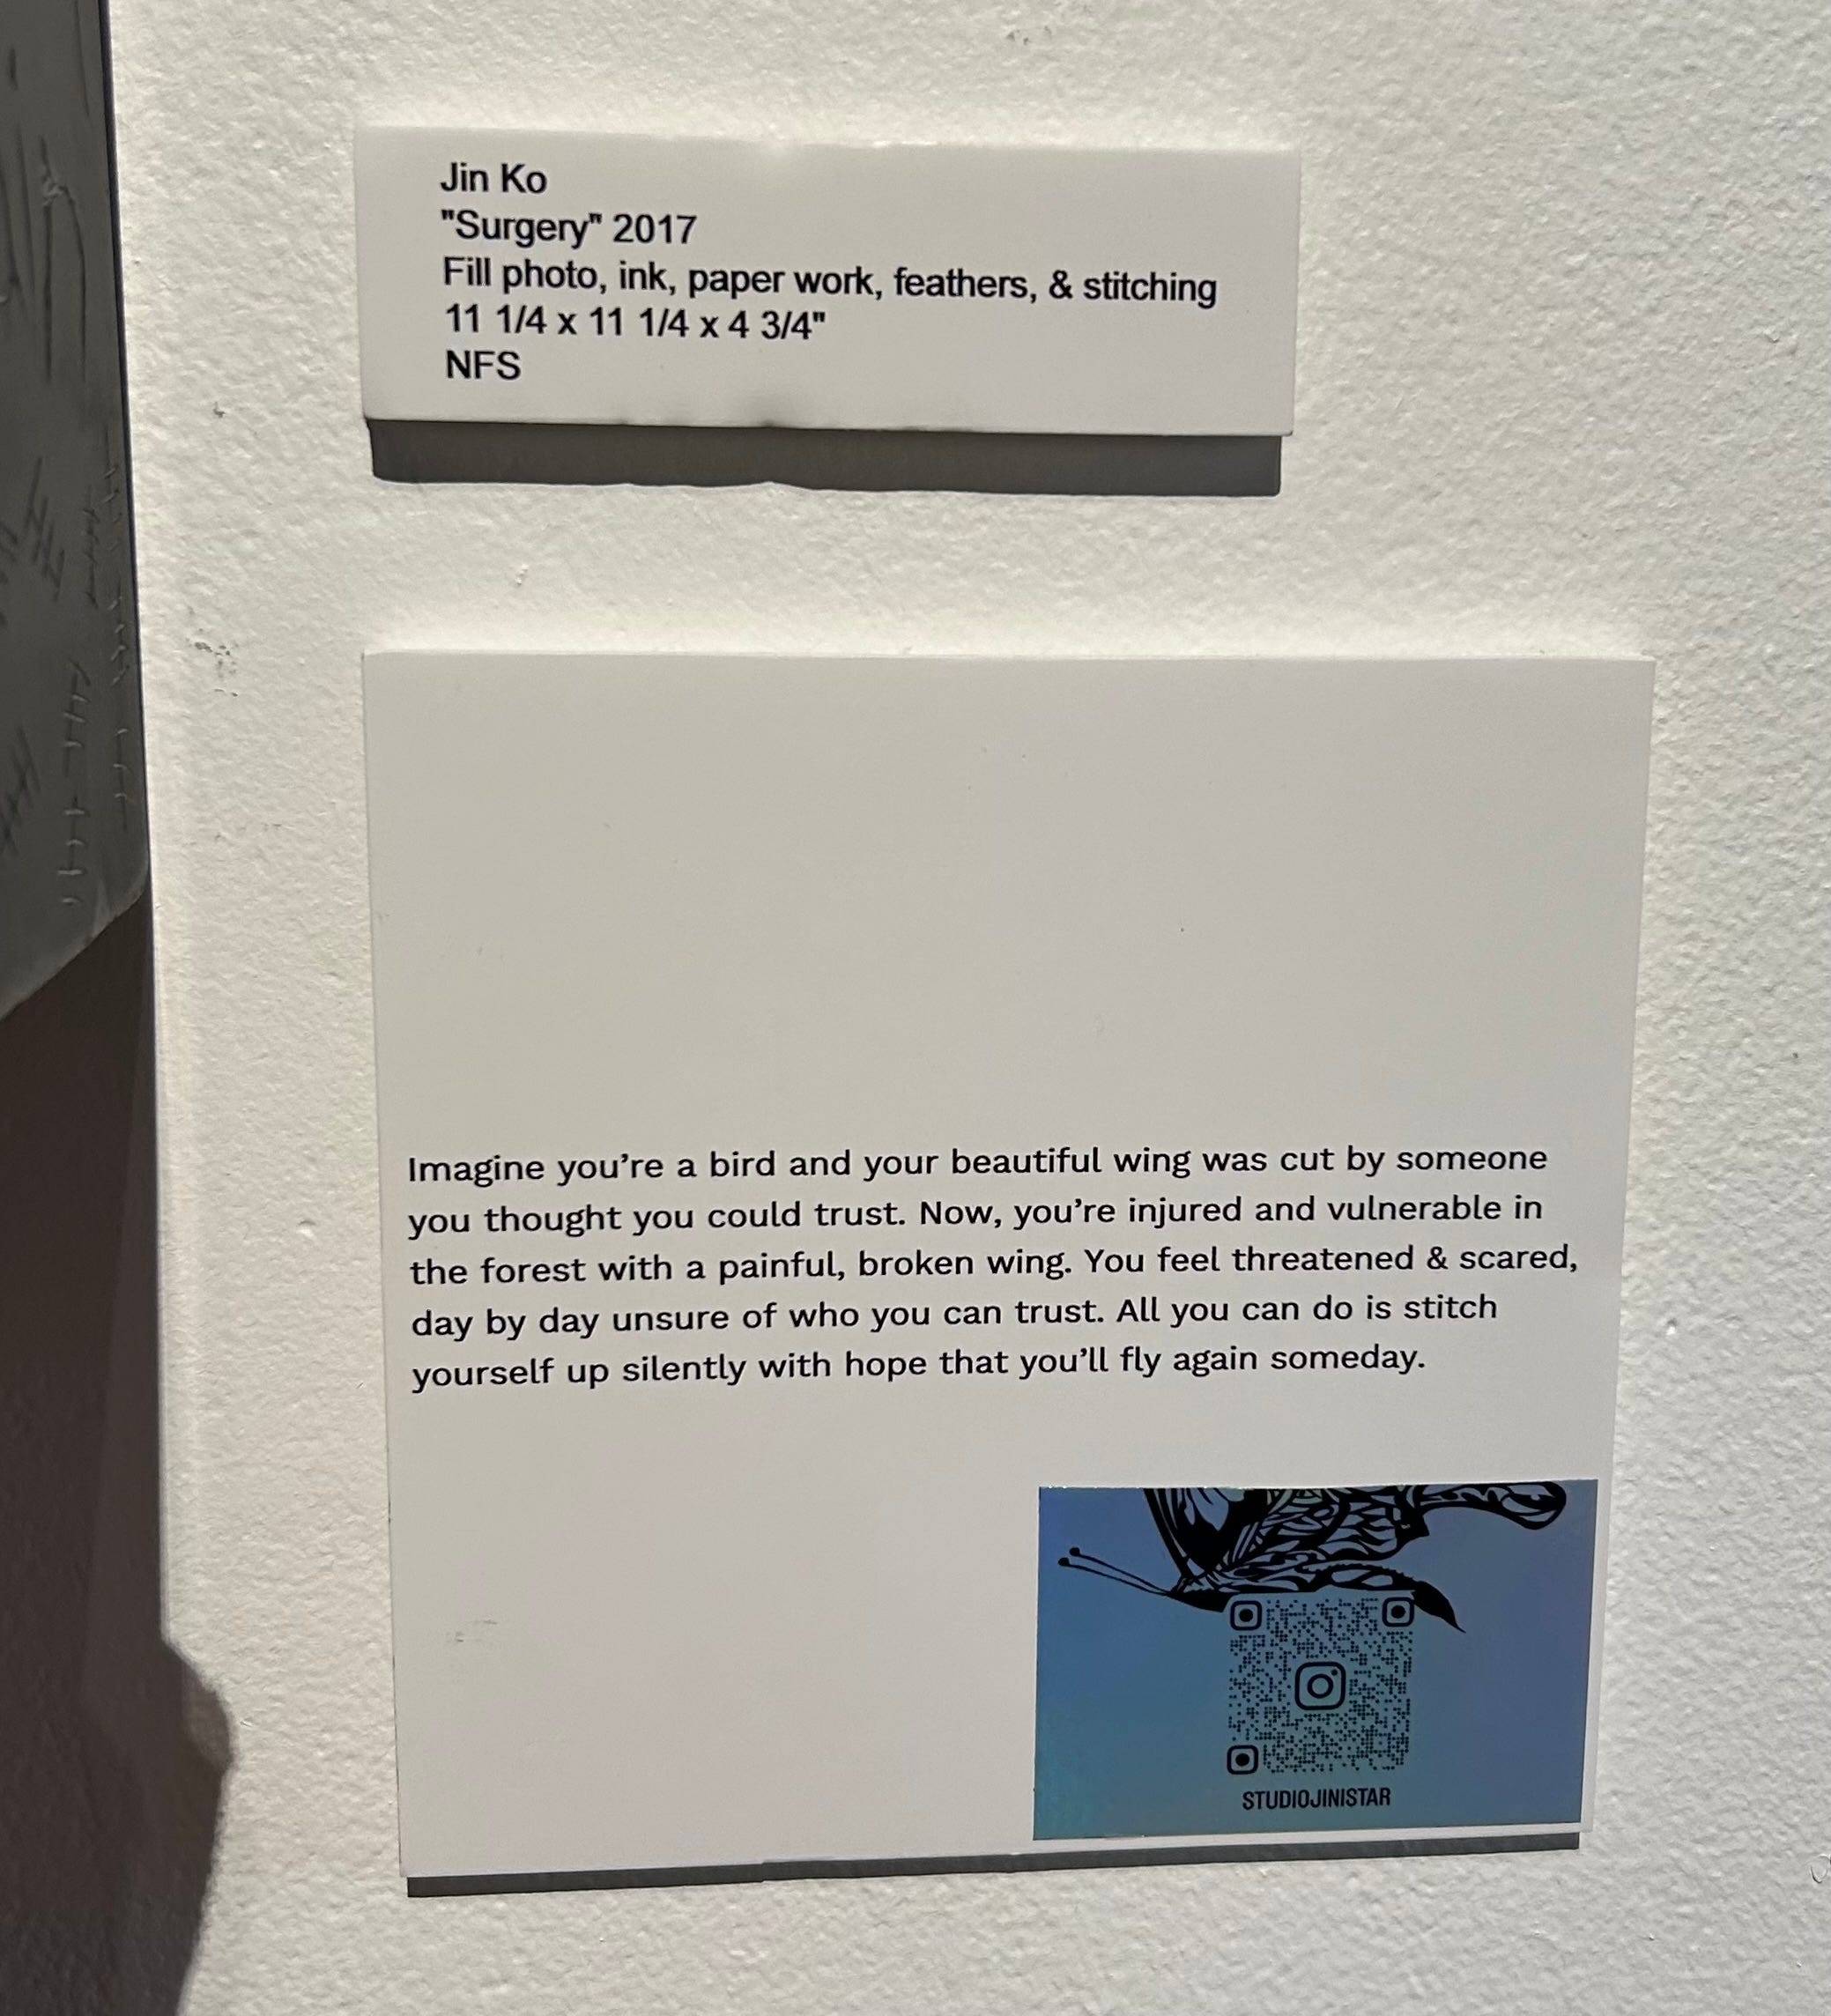 Jin Ko
"Surgery" 2017
Fill photo, ink, paper work, feathers, & stitching
11 1/4 x 11 1/4 x 4 3/4"
NFS
Imagine you’re a bird and your beautiful wing was cut by someone
you thought you could trust. Now, you’re injured and vulnerable in
the forest with a painful, broken wing. You feel threatened & scared,
day by day unsure of who you can trust. All you can do is stitch
yourself up silently with hope that you’ll fly again someday.
STUDIOJINISTAR